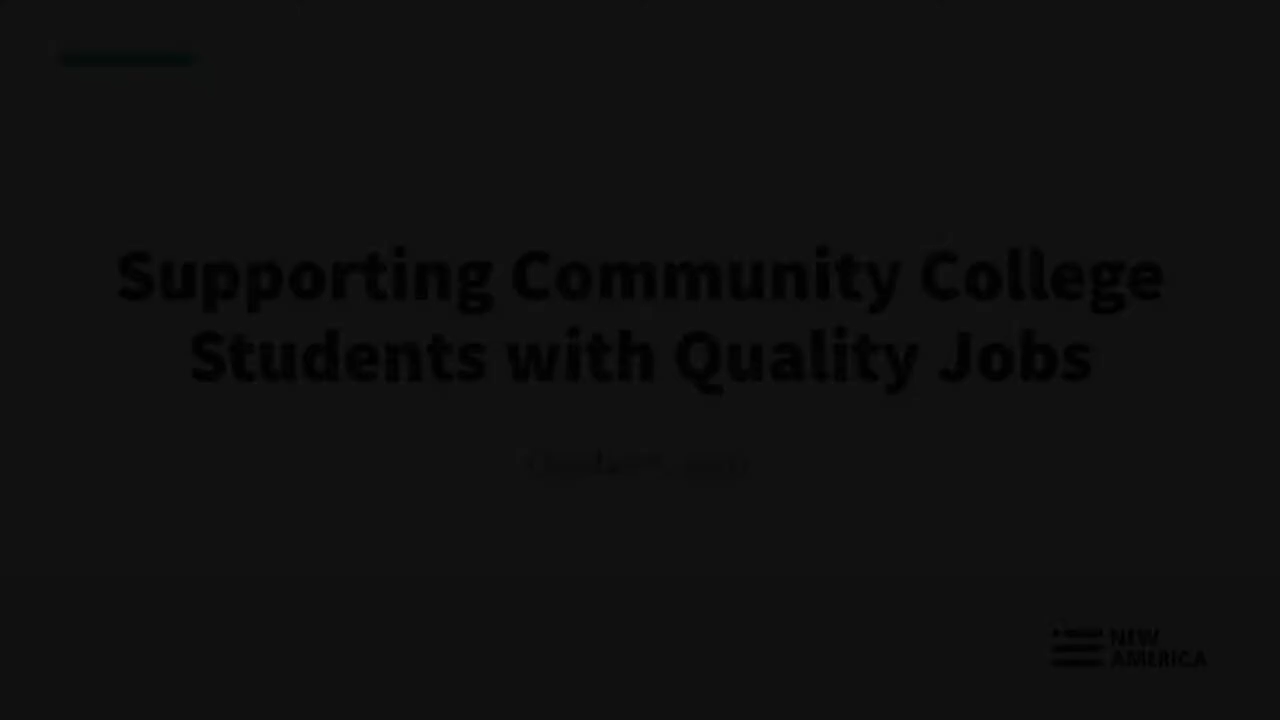 Supporting Community College
Students with Quality Jobs
NEW
AMERICA